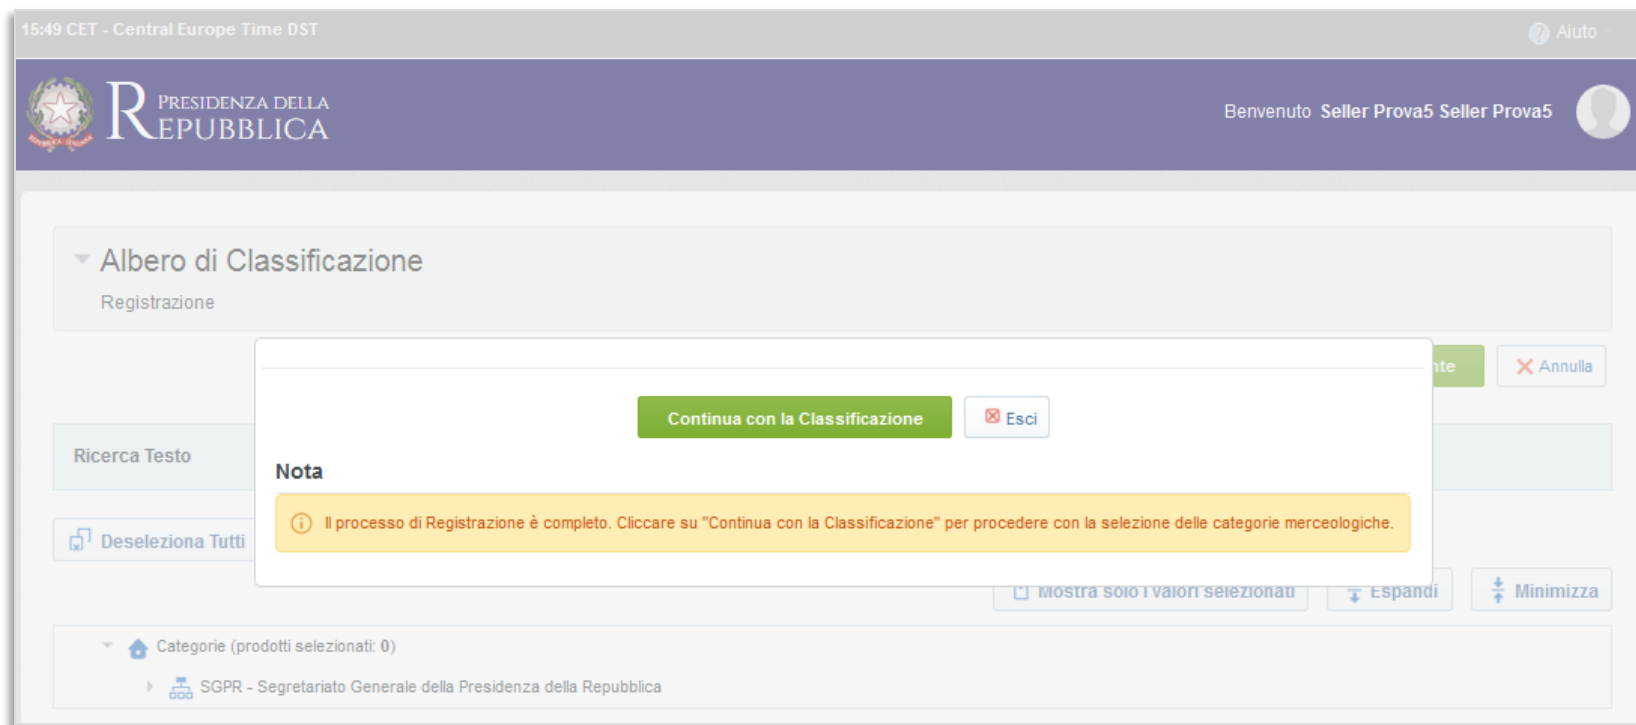 15:49 CET - Central Europe Time DST
Aiuto
PRESIDENZA DELLA
REPUBBLICA
Benvenuto Seller Prova5 Seller Prova5
Albero di Classificazione
Registrazione
nte
Annulla
Continua con la Classificazione
Esci
Ricerca Testo
Nota
Il processo di Registrazione è completo. Cliccare su "Continua con la Classificazione" per procedere con la selezione delle categorie merceologiche.
Deseleziona Tutti
Mostra solo i valori selezionati
Espandi
Minimizza
Categorie (prodotti selezionati: 0)
SGPR - Segretariato Generale della Presidenza della Repubblica